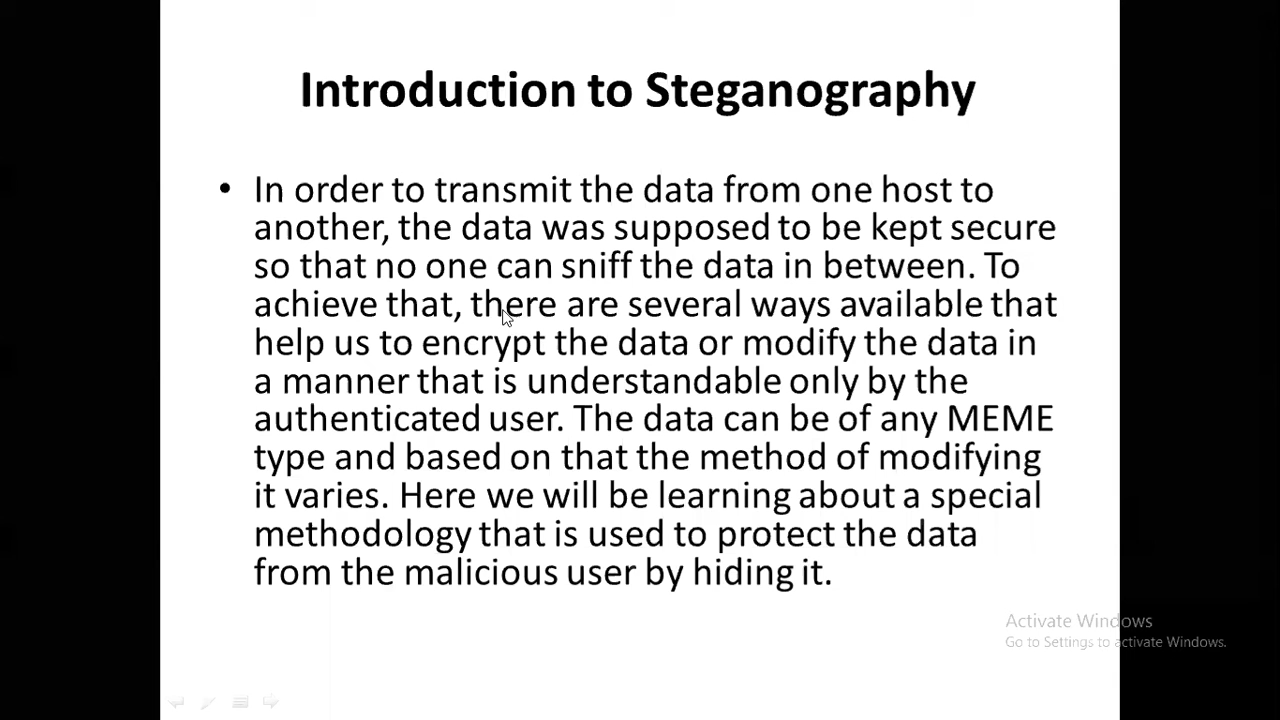 Introduction to Steganography
• In order to transmit the data from one host to
another, the data was supposed to be kept secure
so that no one can sniff the data in between. To
achieve that, there are several ways available that
help us to encrypt the data or modify the data in
a manner that is understandable only by the
authenticated user. The data can be of any MEME
type and based on that the method of modifying
it varies. Here we will be learning about a special
methodology that is used to protect the data
from the malicious user by hiding it.
Activate Windows
Go to Settings to activate Windows.